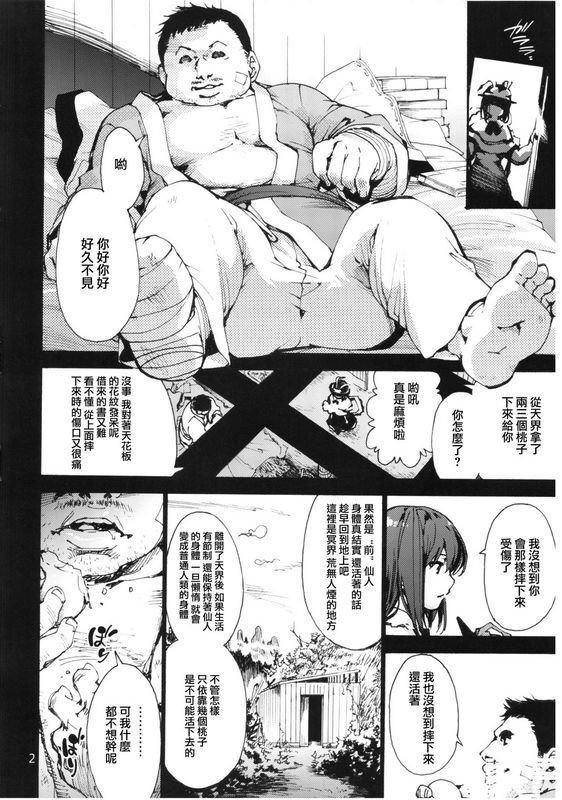 ガラッ
喲
你好你好
好久不見
從天界拿了
兩三個桃子
下來給你
你怎麼了?
喲吼
真是麻煩啦
沒事 我對著天花板
的花紋發呆呢
借來的書又難
看不懂 從上面摔
下來時的傷口又很痛
我沒想到你
會那樣摔下來
受傷了
我也沒想到摔下來
還活著
果然是"前"仙人
身體真結實 還活著的話
趁早回到地上吧
這裡是冥界 荒無人煙的地方
離開了天界後 如果生活
有節制 還能保持著仙人
的身體 一旦懶惰 就會
變成普通人類的身體
不管怎樣
只依靠幾個桃子
是不可能活下去的
…………
可我什麼
都不想幹呢
ぼり
ぼり
2